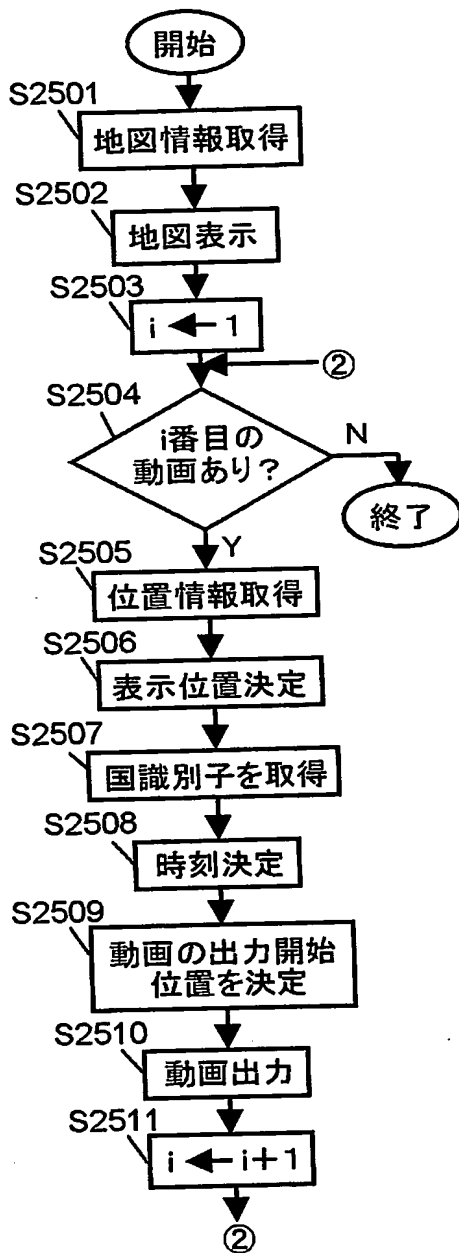 開始
S2501
地図情報取得
S2502
地図表示
S2503
i ← 1
②
S2504
i番目の
動画あり?
N
終了
Y
S2505
位置情報取得
S2506
表示位置決定
S2507
国識別子を取得
S2508
時刻決定
S2509
動画の出力開始
位置を決定
S2510
動画出力
S2511
i ← i+1
②